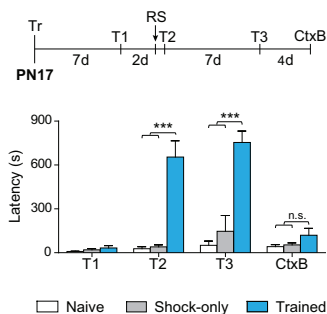 Tr
RS
T1
T2
T3
CtxB
7d
2d
7d
4d
PN17
Latency (s)
900
600
300
0
***
***
n.s.
T1
T2
T3
CtxB
Naive
Shock-only
Trained